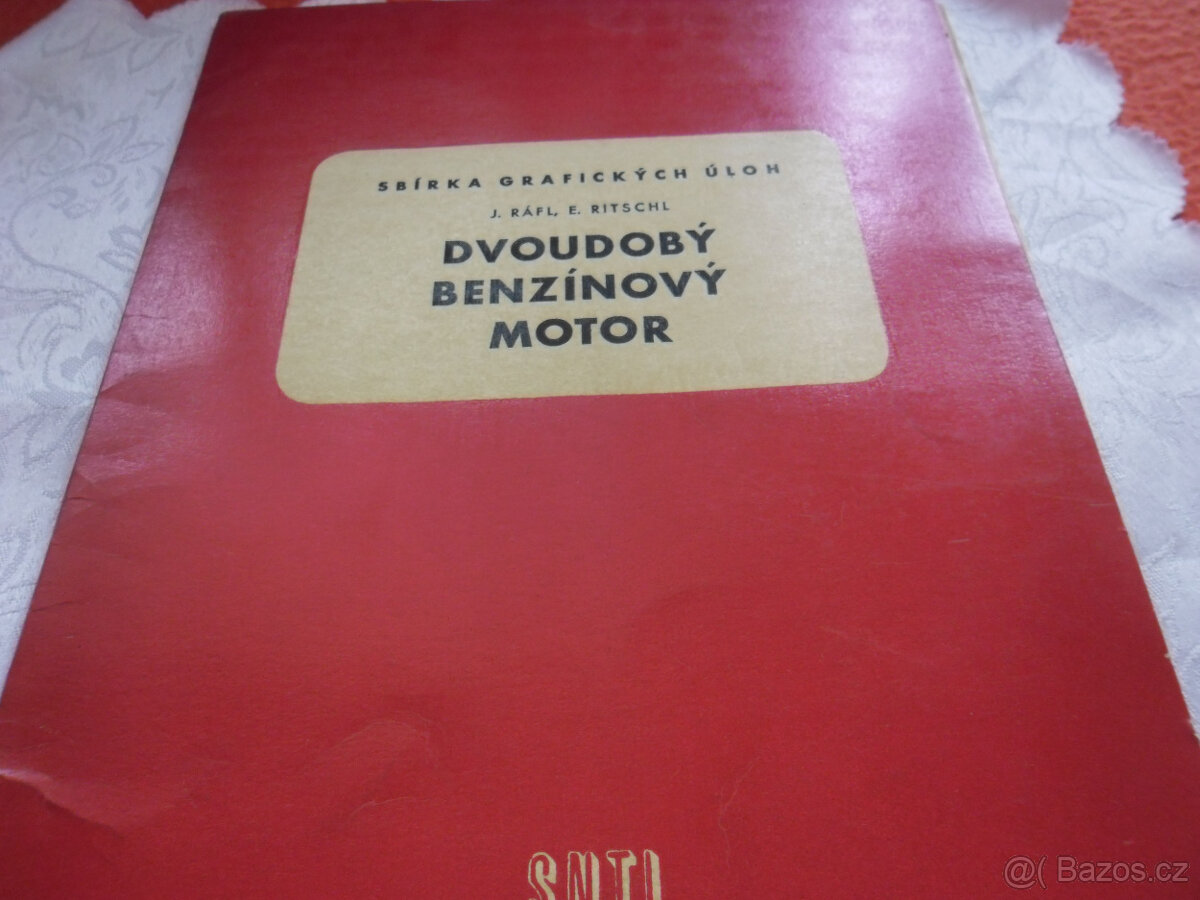 SBÍRKA GRAFICKÝCH ÚLOH
J. RÁFL, E. RITSCHL
DVOUDOBÝ
BENZÍNOVÝ
MOTOR
SNTL
@( Bazos.cz